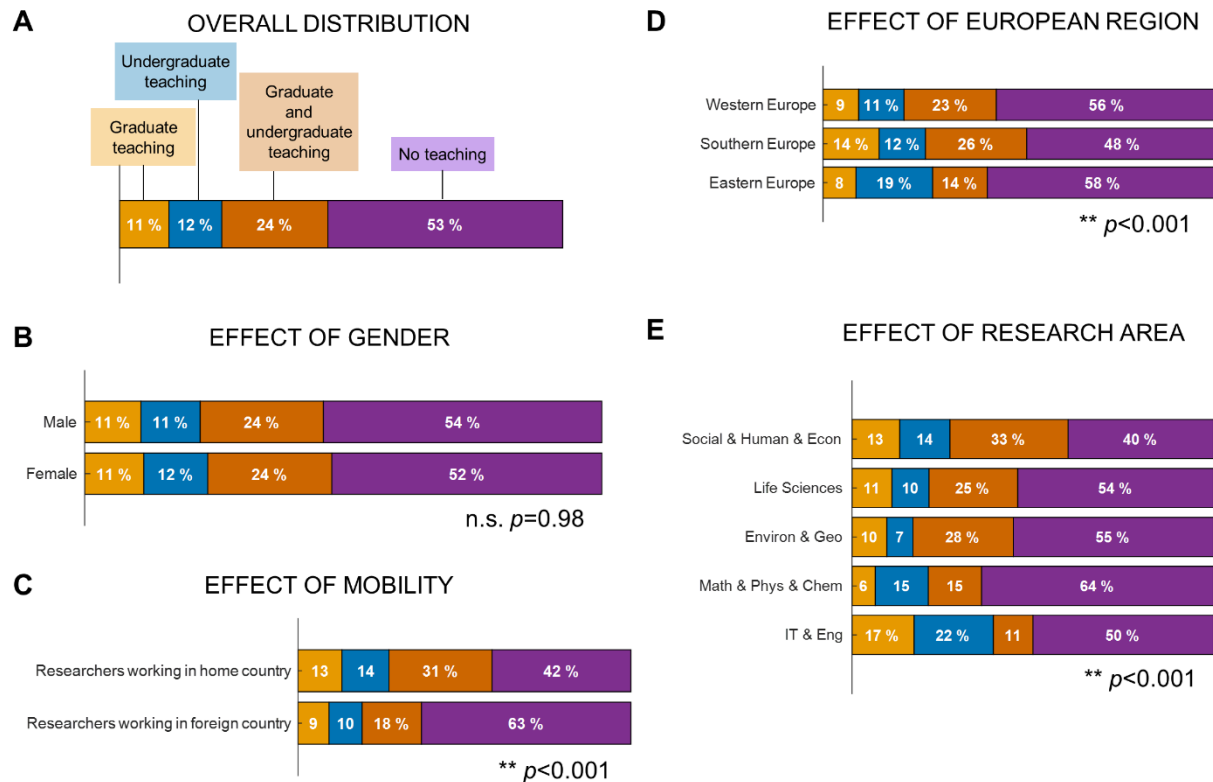 A
OVERALL DISTRIBUTION
Undergraduate
teaching
Graduate
and
undergraduate
teaching
Graduate
teaching
No teaching
11 % 12 % 24 % 53 %
B
EFFECT OF GENDER
Male 11 % 11 % 24 % 54 %
Female 11 % 12 % 24 % 52 %
n.s. p=0.98
C
EFFECT OF MOBILITY
Researchers working in home country 13 14 31 % 42 %
Researchers working in foreign country 9 10 18 % 63 %
** p<0.001
D
EFFECT OF EUROPEAN REGION
Western Europe 9 11 % 23 % 56 %
Southern Europe 14 % 12 % 26 % 48 %
Eastern Europe 8 19 % 14 % 58 %
** p<0.001
E
EFFECT OF RESEARCH AREA
Social & Human & Econ 13 14 33 % 40 %
Life Sciences 11 10 25 % 54 %
Environ & Geo 10 7 28 % 55 %
Math & Phys & Chem 6 15 15 64 %
IT & Eng 17 % 22 % 11 50 %
** p<0.001